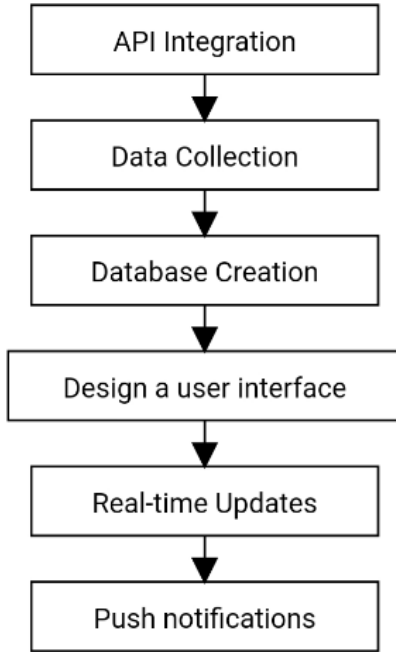 API Integration
Data Collection
Database Creation
Design a user interface
Real-time Updates
Push notifications